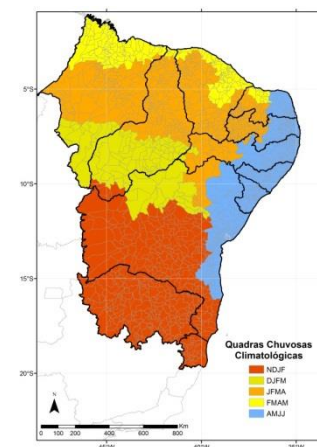 5°S
10°S
15°S
20°S
Quadras Chuvosas
Climatológicas
NDJF
DJFM
JFMA
FMAM
AMJJ
N
0 100 200 400 600 800
Km